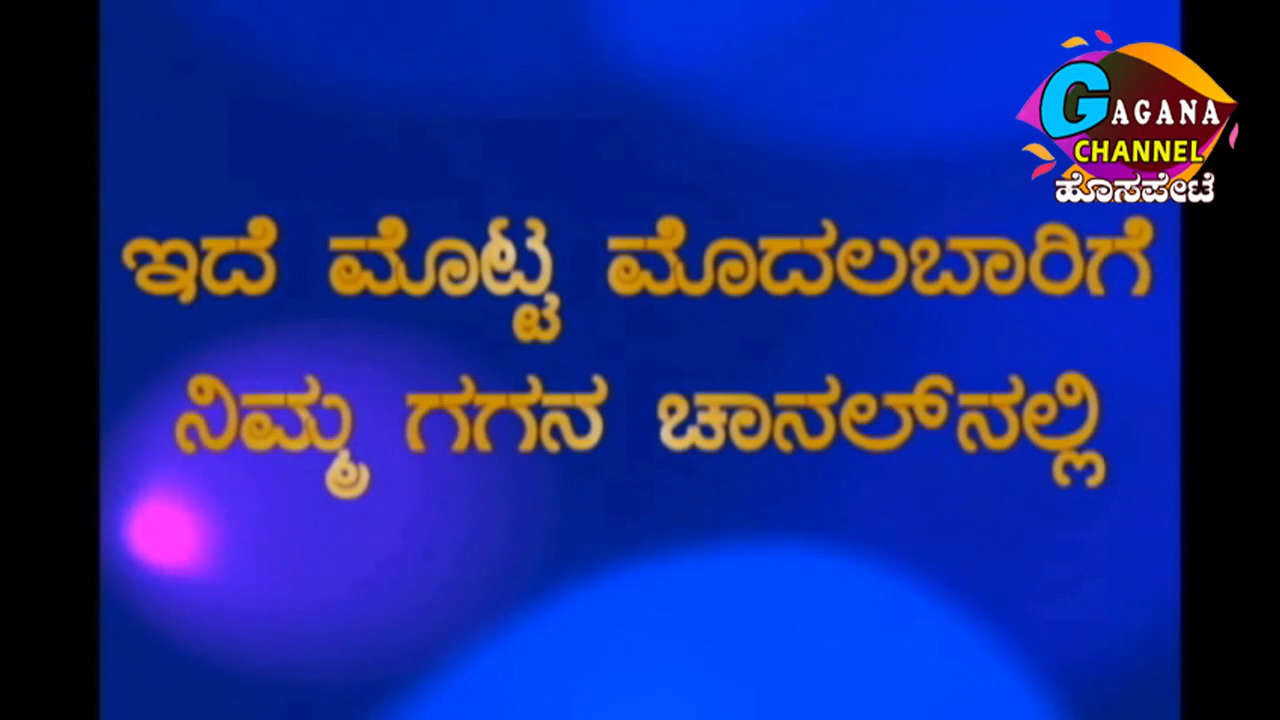 GAGANA
CHANNEL
ಹೊಸಪೇಟೆ
ಇದೆ ಮೊಟ್ಟ ಮೊದಲಬಾರಿಗೆ
ನಿಮ್ಮ ಗಗನ ಚಾನಲ್‌ನಲ್ಲಿ